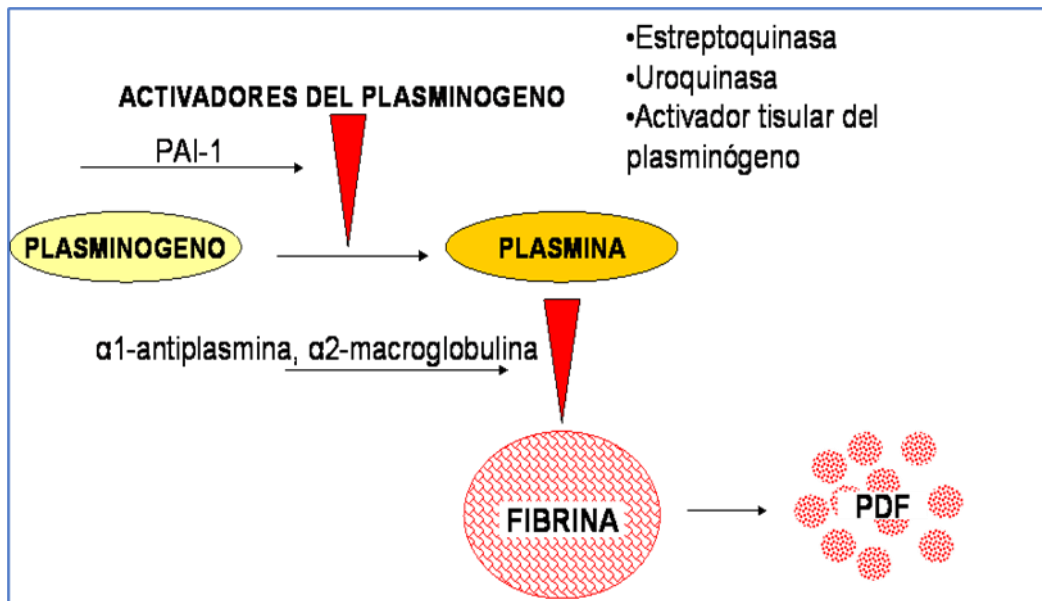 •Estreptoquinasa
•Uroquinasa
•Activador tisular del
plasminógeno
ACTIVADORES DEL PLASMINOGENO
PAI-1
PLASMINOGENO
PLASMINA
α1-antiplasmina, α2-macroglobulina
FIBRINA
PDF